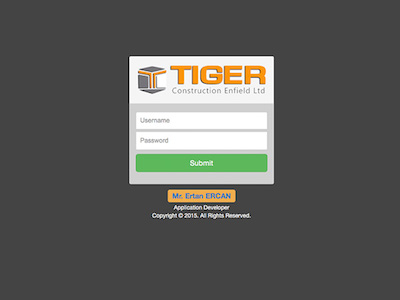 TIGER
Construction Enfield Ltd
Username
Password
Submit
Mr. Ertan ERCAN
Application Developer
Copyright © 2015. All Rights Reserved.